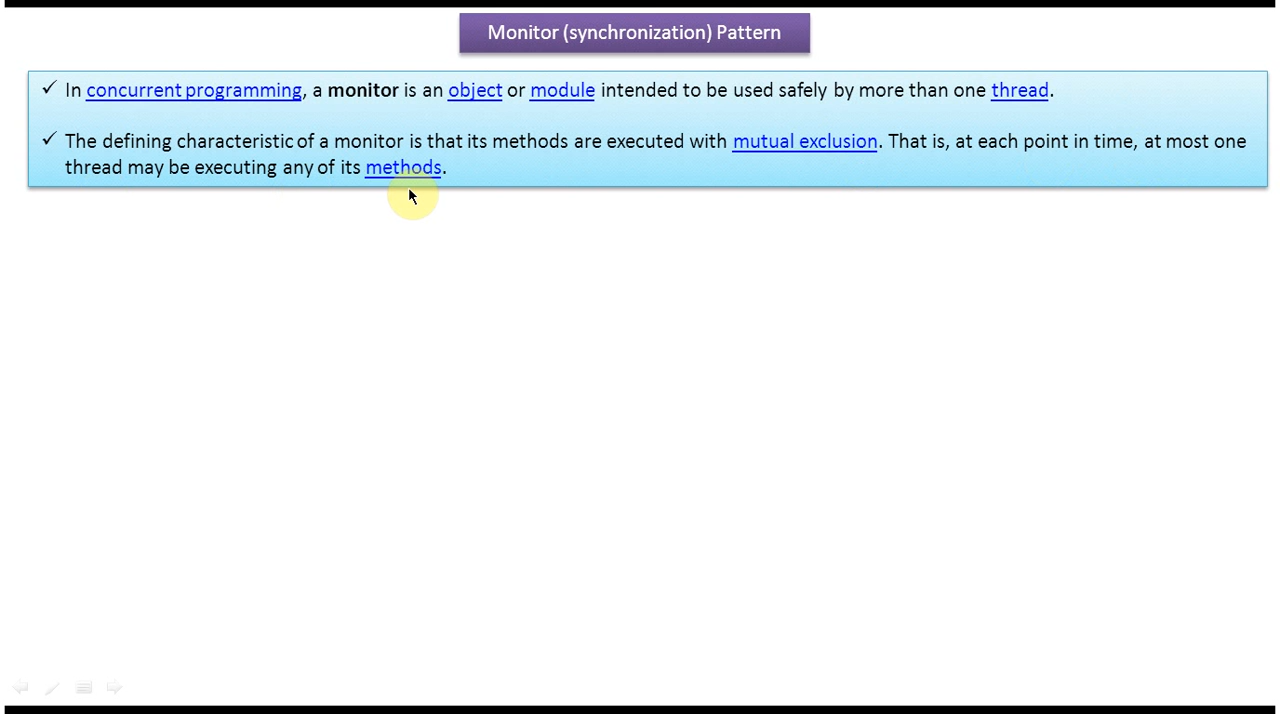 Monitor (synchronization) Pattern
✓ In concurrent programming, a monitor is an object or module intended to be used safely by more than one thread.
✓ The defining characteristic of a monitor is that its methods are executed with mutual exclusion. That is, at each point in time, at most one
thread may be executing any of its methods.